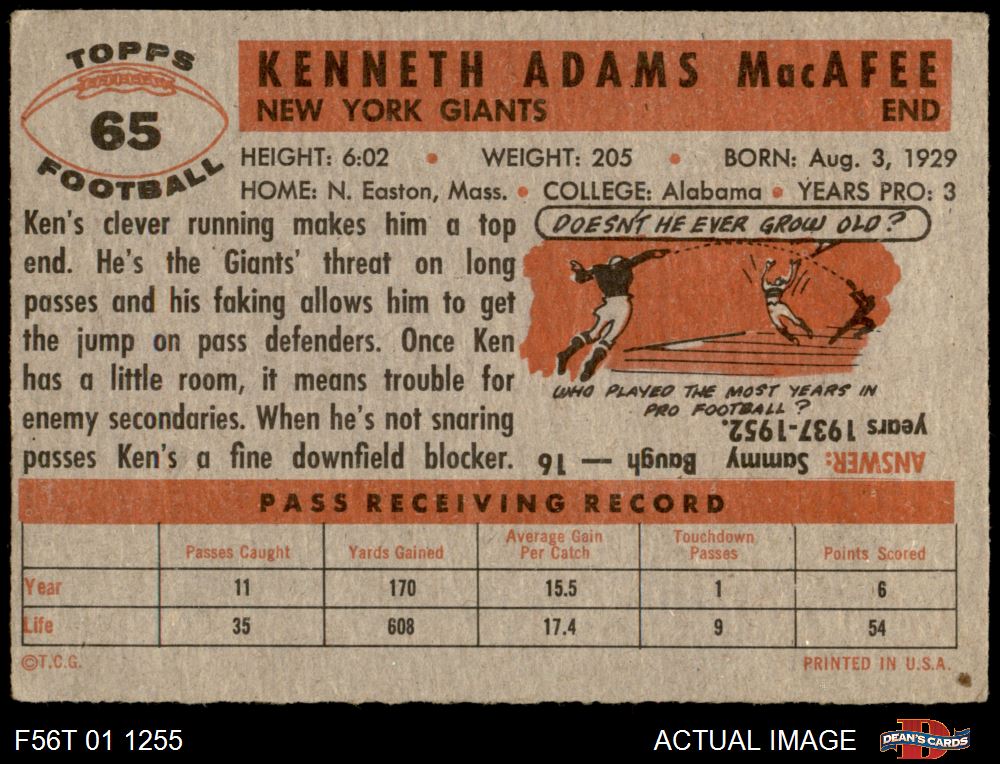 TOPPS
65
FOOTBALL
KENNETH ADAMS MacAFEE
NEW YORK GIANTS END
HEIGHT: 6:02 • WEIGHT: 205 • BORN: Aug. 3, 1929
HOME: N. Easton, Mass. • COLLEGE: Alabama • YEARS PRO: 3
Ken's clever running makes him a top
end. He's the Giants' threat on long
passes and his faking allows him to get
the jump on pass defenders. Once Ken
has a little room, it means trouble for
enemy secondaries. When he's not snaring
passes Ken's a fine downfield blocker.
DOESN'T HE EVER GROW OLD?
WHO PLAYED THE MOST YEARS IN
PRO FOOTBALL?
ANSWER: Sammy Baugh — 16
years 1937-1952.
PASS RECEIVING RECORD
Passes Caught Yards Gained Average Gain Per Catch Touchdown Passes Points Scored
Year 11 170 15.5 1 6
Life 35 608 17.4 9 54
©T.C.G. PRINTED IN U.S.A.
F56T 01 1255 ACTUAL IMAGE DEAN'S CARDS